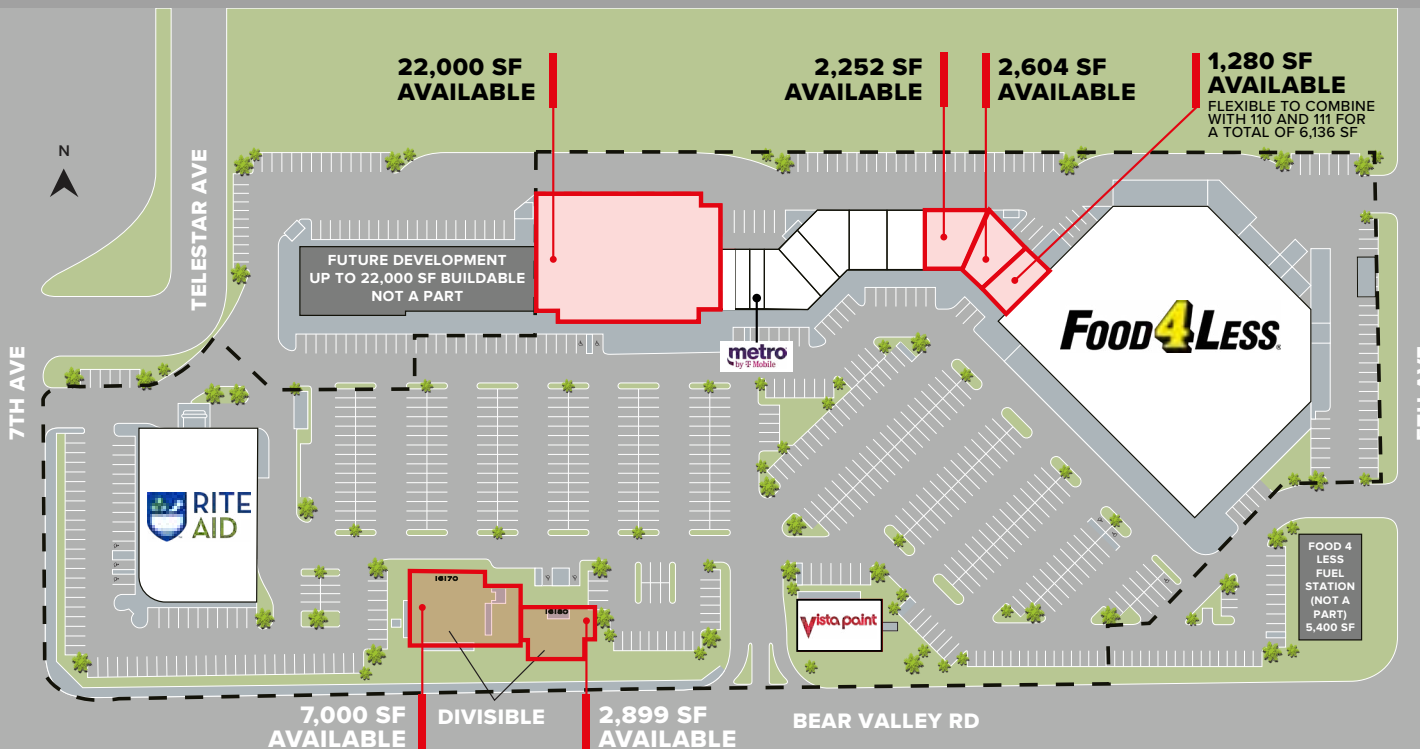 22,000 SF
AVAILABLE
2,252 SF
AVAILABLE
2,604 SF
AVAILABLE
1,280 SF
AVAILABLE
FLEXIBLE TO COMBINE
WITH 110 AND 111 FOR
A TOTAL OF 6,136 SF
N
TELESTAR AVE
7TH AVE
FUTURE DEVELOPMENT
UP TO 22,000 SF BUILDABLE
NOT A PART
metro
by T Mobile
FOOD 4 LESS
RITE
AID
16170
16180
Vista paint
FOOD 4
LESS
FUEL
STATION
(NOT A
PART)
5,400 SF
7,000 SF
AVAILABLE
DIVISIBLE
2,899 SF
AVAILABLE
BEAR VALLEY RD